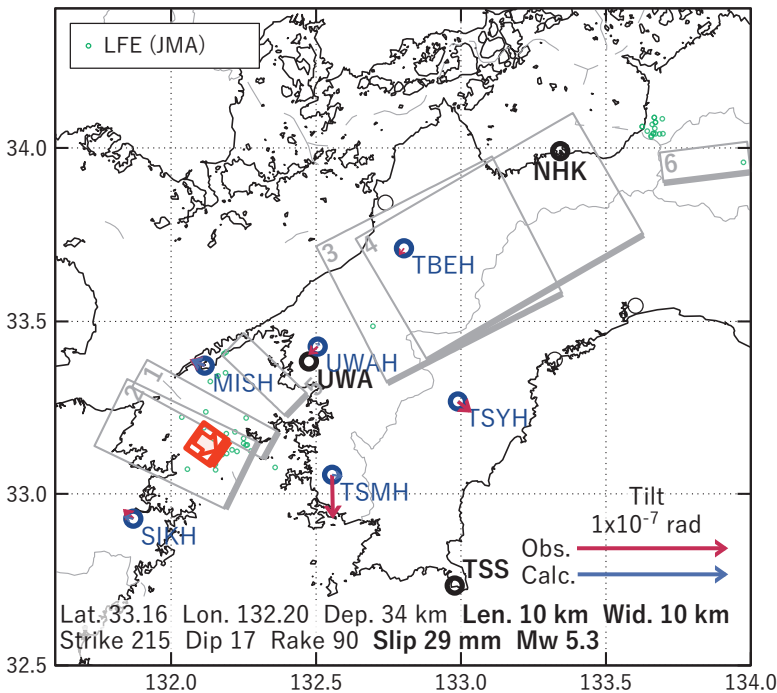 LFE (JMA)
34.0
33.5
33.0
32.5
132.0
132.5
133.0
133.5
134.0
NHK
6
3
4
TBEH
UWAH
UWA
MISH
1
2
TSYH
TSMH
SIKH
TSS
Tilt
1x10⁻⁷ rad
Obs.
Calc.
Lat. 33.16 Lon. 132.20 Dep. 34 km Len. 10 km Wid. 10 km
Strike 215 Dip 17 Rake 90 Slip 29 mm Mw 5.3